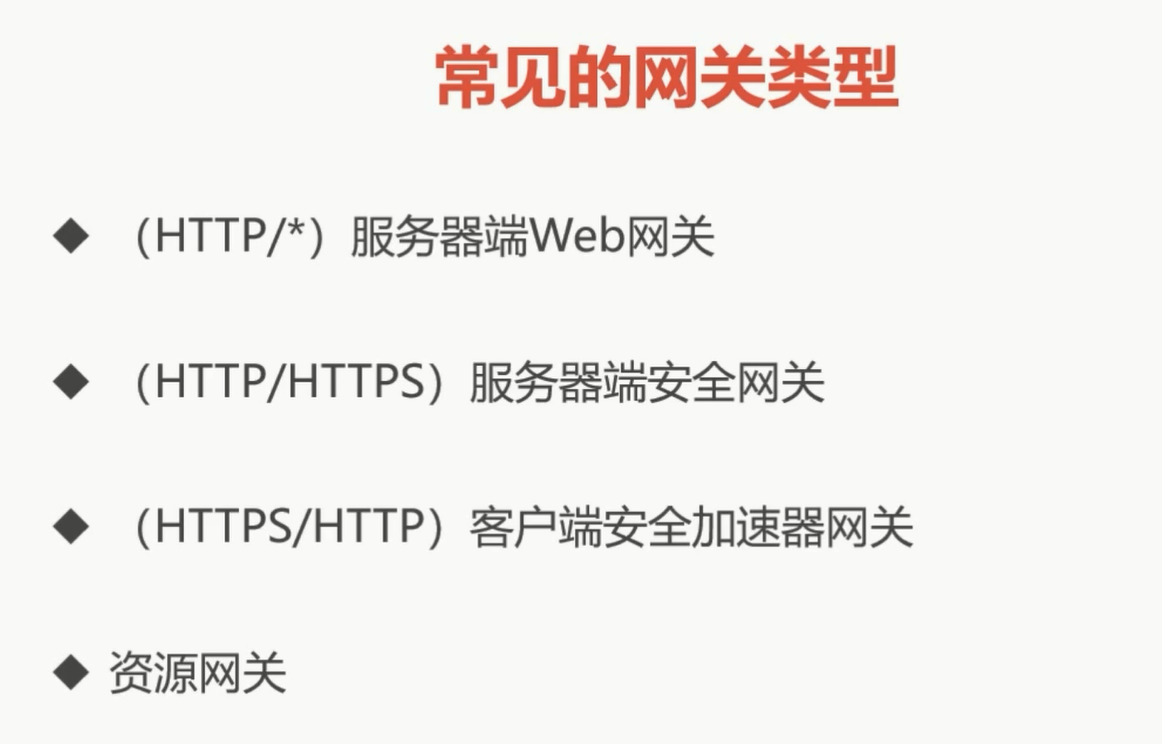 常见的网关类型
◆ （HTTP/*）服务器端Web网关
◆ （HTTP/HTTPS）服务器端安全网关
◆ （HTTPS/HTTP）客户端安全加速器网关
◆ 资源网关